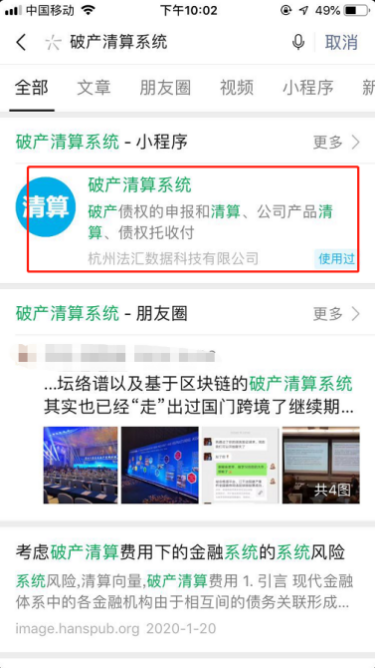 中国移动
下午10:02
49%
破产清算系统
取消
全部
文章
朋友圈
视频
小程序
新
破产清算系统 - 小程序
更多
清算
破产清算系统
破产债权的申报和清算、公司产品清
算、债权托收付
杭州法汇数据科技有限公司
使用过
破产清算系统 - 朋友圈
更多
...坛络谱以及基于区块链的破产清算系统
其实也已经“走”出过国门跨境了继续期...
共4图
考虑破产清算费用下的金融系统的系统风险
系统风险,清算向量,破产清算费用 1. 引言 现代金融
体系中的各金融机构由于相互间的债务关联形成...
image.hanspub.org 2020-1-20